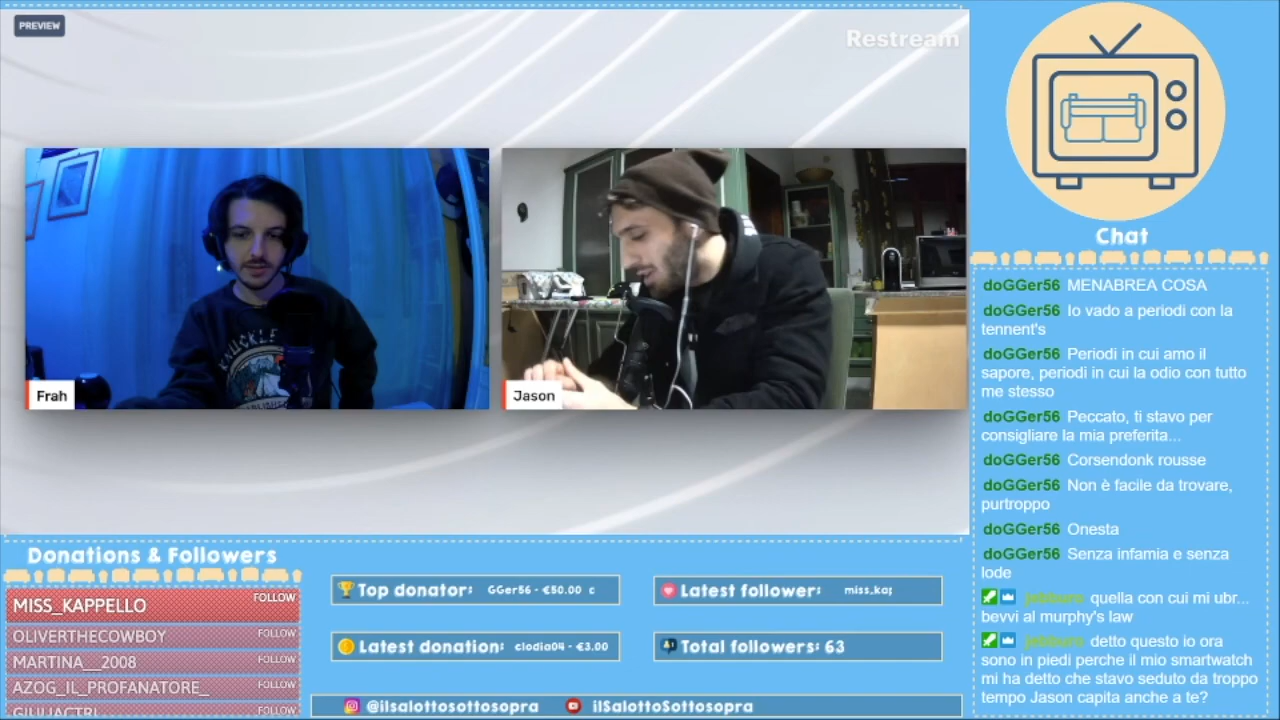 PREVIEW
Restream
Frah
Jason
Chat
doGGer56 MENABREA COSA
doGGer56 Io vado a periodi con la
tennent's
doGGer56 Periodi in cui amo il
sapore, periodi in cui la odio con tutto
me stesso
doGGer56 Peccato, ti stavo per
consigliare la mia preferita...
doGGer56 Corsendonk rousse
doGGer56 Non è facile da trovare,
purtroppo
doGGer56 Onesta
doGGer56 Senza infamia e senza
lode
quella con cui mi ubr...
bevvi al murphy's law
detto questo io ora
sono in piedi perche il mio smartwatch
mi ha detto che stavo seduto da troppo
tempo Jason capita anche a te?
Donations & Followers
MISS_KAPPELLO FOLLOW
OLIVERTHECOWBOY FOLLOW
MARTINA__2008 FOLLOW
AZOG_IL_PROFANATORE_ FOLLOW
FOLLOW
Top donator: GGer56 - €50.00 c
Latest follower: miss_kap
Latest donation: clodia04 - €3.00
Total followers: 63
@ilsalottosottosopra
ilSalottoSottosopra